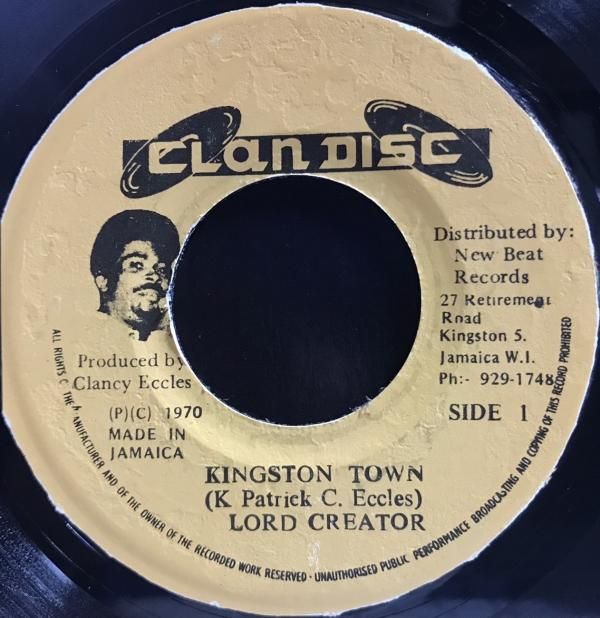 CLAN DISC
Distributed by:
New Beat
Records
27 Retirement
Road
Kingston 5.
Jamaica W.I.
Ph:- 929-1748
SIDE 1
Produced by
Clancy Eccles
(P)(C) 1970
MADE IN
JAMAICA
KINGSTON TOWN
(K Patrick C. Eccles)
LORD CREATOR
ALL RIGHTS THE MANUFACTURER AND OF THE OWNER OF THE RECORDED WORK RESERVED · UNAUTHORISED PUBLIC PERFORMANCE BROADCASTING AND COPYING OF THIS RECORD PROHIBITED